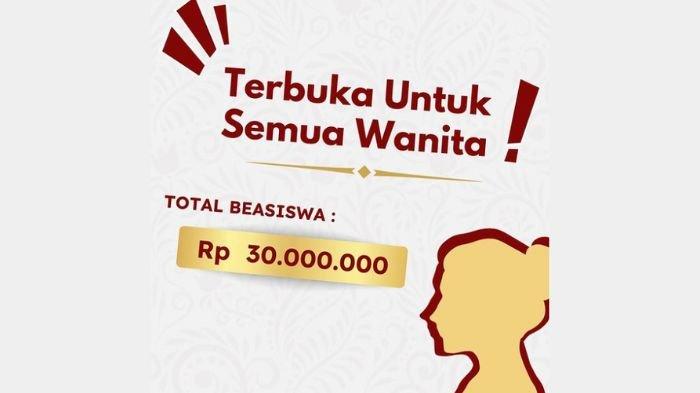 Terbuka Untuk
Semua Wanita !
TOTAL BEASISWA :
Rp 30.000.000